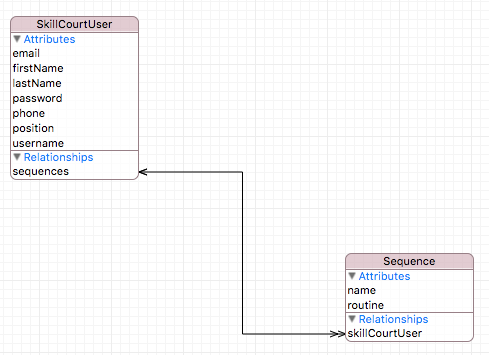 SkillCourtUser
Attributes
email
firstName
lastName
password
phone
position
username
Relationships
sequences
Sequence
Attributes
name
routine
Relationships
skillCourtUser